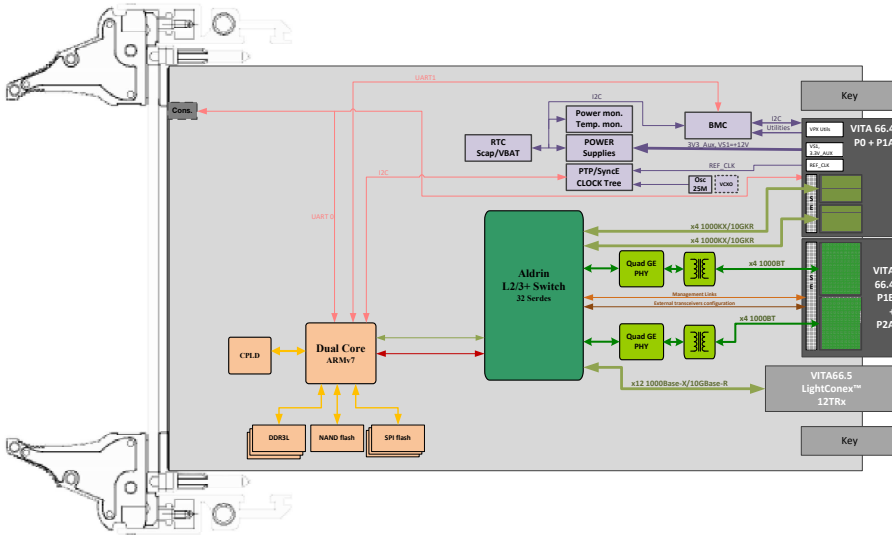 UART1
Key
I2C
Cons.
Power mon.
Temp. mon.
BMC
I2C
Utilities
VPX Utils
VITA 66.4
P0 + P1A
RTC
Scap/VBAT
POWER
Supplies
3V3_Aux, VS1=+12V
VS1,
3.3V_AUX
PTP/SyncE
CLOCK Tree
REF_CLK
REF_CLK
I2C
Osc
25M
VCXO
S
E
UART 0
x4 1000KX/10GKR
x4 1000KX/10GKR
Aldrin
L2/3+ Switch
32 Serdes
Quad GE
PHY
x4 1000BT
S
E
VITA
66.4
P1B
+
P2A
Management Links
External transceivers configuration
x4 1000BT
Quad GE
PHY
CPLD
Dual Core
ARMv7
x12 1000Base-X/10GBase-R
VITA66.5
LightConex™
12TRx
DDR3L
NAND flash
SPI flash
Key